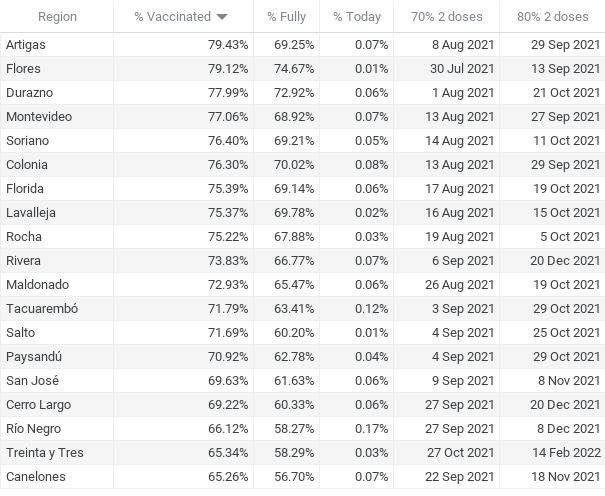 Region % Vaccinated % Fully % Today 70% 2 doses 80% 2 doses
Artigas 79.43% 69.25% 0.07% 8 Aug 2021 29 Sep 2021
Flores 79.12% 74.67% 0.01% 30 Jul 2021 13 Sep 2021
Durazno 77.99% 72.92% 0.06% 1 Aug 2021 21 Oct 2021
Montevideo 77.06% 68.92% 0.07% 13 Aug 2021 27 Sep 2021
Soriano 76.40% 69.21% 0.05% 14 Aug 2021 11 Oct 2021
Colonia 76.30% 70.02% 0.08% 13 Aug 2021 29 Sep 2021
Florida 75.39% 69.14% 0.06% 17 Aug 2021 19 Oct 2021
Lavalleja 75.37% 69.78% 0.02% 16 Aug 2021 15 Oct 2021
Rocha 75.22% 67.88% 0.03% 19 Aug 2021 5 Oct 2021
Rivera 73.83% 66.77% 0.07% 6 Sep 2021 20 Dec 2021
Maldonado 72.93% 65.47% 0.06% 26 Aug 2021 19 Oct 2021
Tacuarembó 71.79% 63.41% 0.12% 3 Sep 2021 29 Oct 2021
Salto 71.69% 60.20% 0.01% 4 Sep 2021 25 Oct 2021
Paysandú 70.92% 62.78% 0.04% 4 Sep 2021 29 Oct 2021
San José 69.63% 61.63% 0.06% 9 Sep 2021 8 Nov 2021
Cerro Largo 69.22% 60.33% 0.06% 27 Sep 2021 20 Dec 2021
Río Negro 66.12% 58.27% 0.17% 27 Sep 2021 8 Dec 2021
Treinta y Tres 65.34% 58.29% 0.03% 27 Oct 2021 14 Feb 2022
Canelones 65.26% 56.70% 0.07% 22 Sep 2021 18 Nov 2021